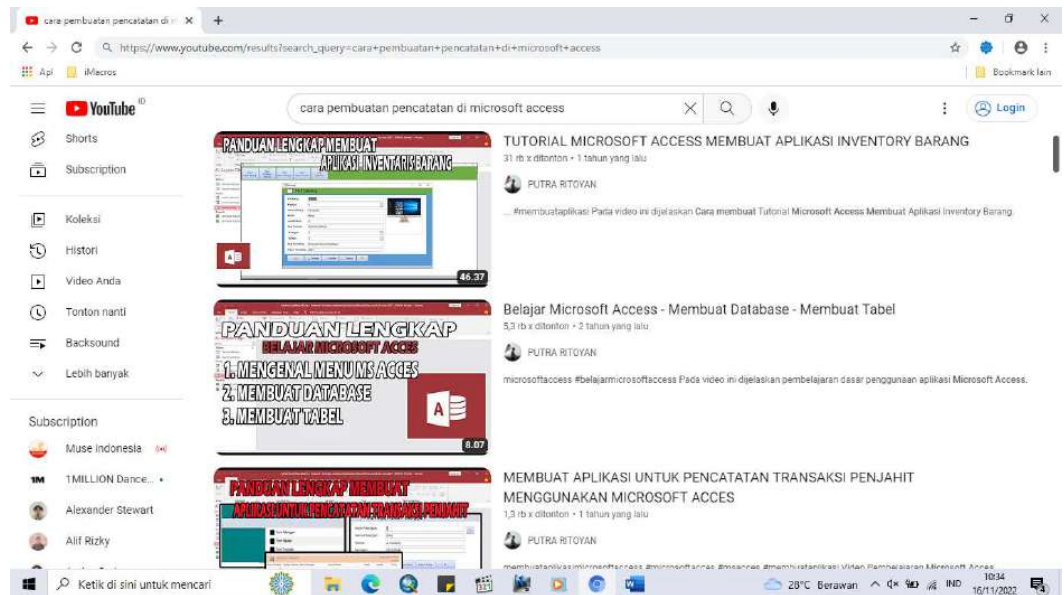 cara pembuatan pencatatan di m
https://www.youtube.com/results?search_query=cara+pembuatan+pencatatan+di+microsoft+access
Api
iMacros
Bookmark lain
YouTube ID
cara pembuatan pencatatan di microsoft access
Login
Shorts
Subscription
Koleksi
Histori
Video Anda
Tonton nanti
Backsound
Lebih banyak
Subscription
Muse Indonesia
1M 1MILLION Dance...
Alexander Stewart
Alif Rizky
PANDUAN LENGKAP MEMBUAT
APLIKASI INVENTARIS BARANG
A
46.37
TUTORIAL MICROSOFT ACCESS MEMBUAT APLIKASI INVENTORY BARANG
31 rb x ditonton • 1 tahun yang lalu
PUTRA RITOYAN
... #membuataplikasi Pada video ini dijelaskan Cara membuat Tutorial Microsoft Access Membuat Aplikasi Inventory Barang.
PANDUAN LENGKAP
BELAJAR MICROSOFT ACCES
1. MENGENAL MENU MS ACCES
2. MEMBUAT DATABASE
3. MEMBUAT TABEL
A
8.07
Belajar Microsoft Access - Membuat Database - Membuat Tabel
5,3 rb x ditonton • 2 tahun yang lalu
PUTRA RITOYAN
microsoftaccess #belajarmicrosoftaccess Pada video ini dijelaskan pembelajaran dasar penggunaan aplikasi Microsoft Access.
PANDUAN LENGKAP MEMBUAT
APLIKASI UNTUK PENCATATAN TRANSAKSI PENJAHIT
MEMBUAT APLIKASI UNTUK PENCATATAN TRANSAKSI PENJAHIT
MENGGUNAKAN MICROSOFT ACCES
1,3 rb x ditonton • 1 tahun yang lalu
PUTRA RITOYAN
Ketik di sini untuk mencari
28°C Berawan
IND
10:34
16/11/2022